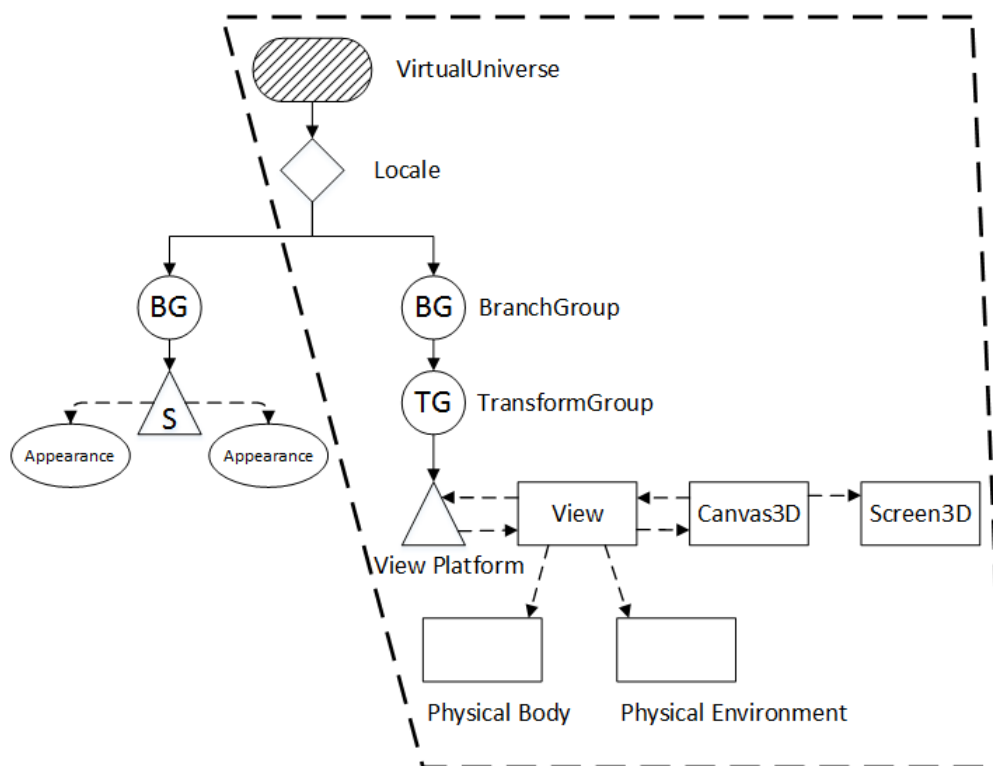 VirtualUniverse
Locale
BG
BG
BranchGroup
TG
TransformGroup
S
Appearance
Appearance
View
Canvas3D
Screen3D
View Platform
Physical Body
Physical Environment